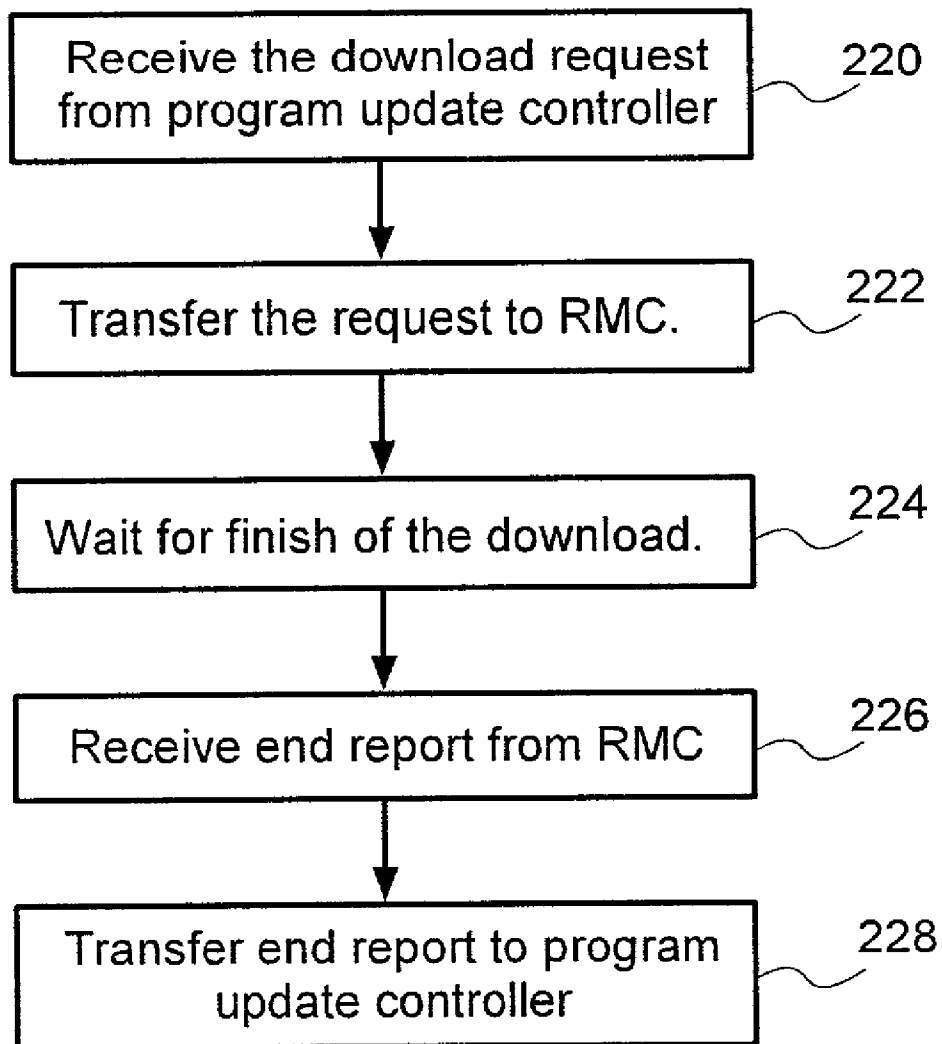 Receive the download request
from program update controller
220
Transfer the request to RMC.
222
Wait for finish of the download.
224
Receive end report from RMC
226
Transfer end report to program
update controller
228